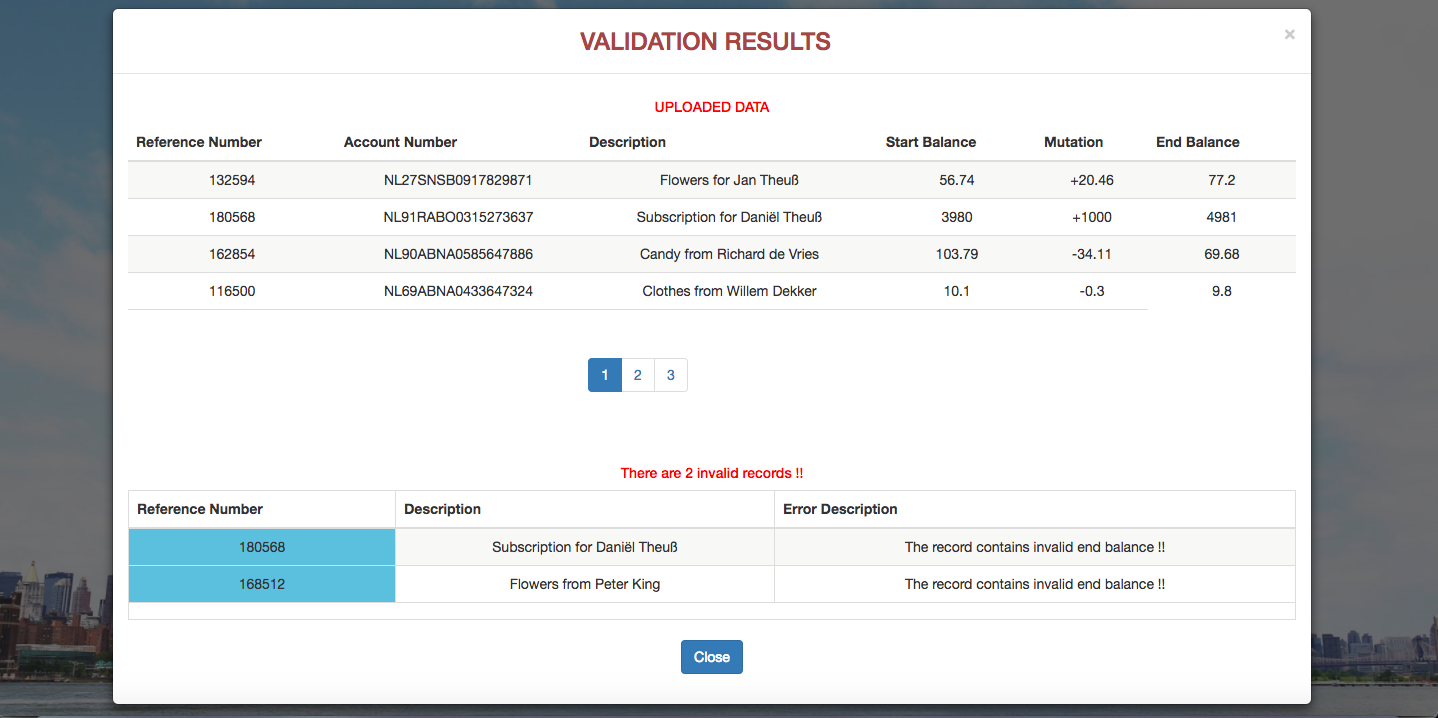 VALIDATION RESULTS ×
UPLOADED DATA
Reference Number Account Number Description Start Balance Mutation End Balance
132594 NL27SNSB0917829871 Flowers for Jan Theuß 56.74 +20.46 77.2
180568 NL91RABO0315273637 Subscription for Daniël Theuß 3980 +1000 4981
162854 NL90ABNA0585647886 Candy from Richard de Vries 103.79 -34.11 69.68
116500 NL69ABNA0433647324 Clothes from Willem Dekker 10.1 -0.3 9.8
1 2 3
There are 2 invalid records !!
Reference Number Description Error Description
180568 Subscription for Daniël Theuß The record contains invalid end balance !!
168512 Flowers from Peter King The record contains invalid end balance !!
Close